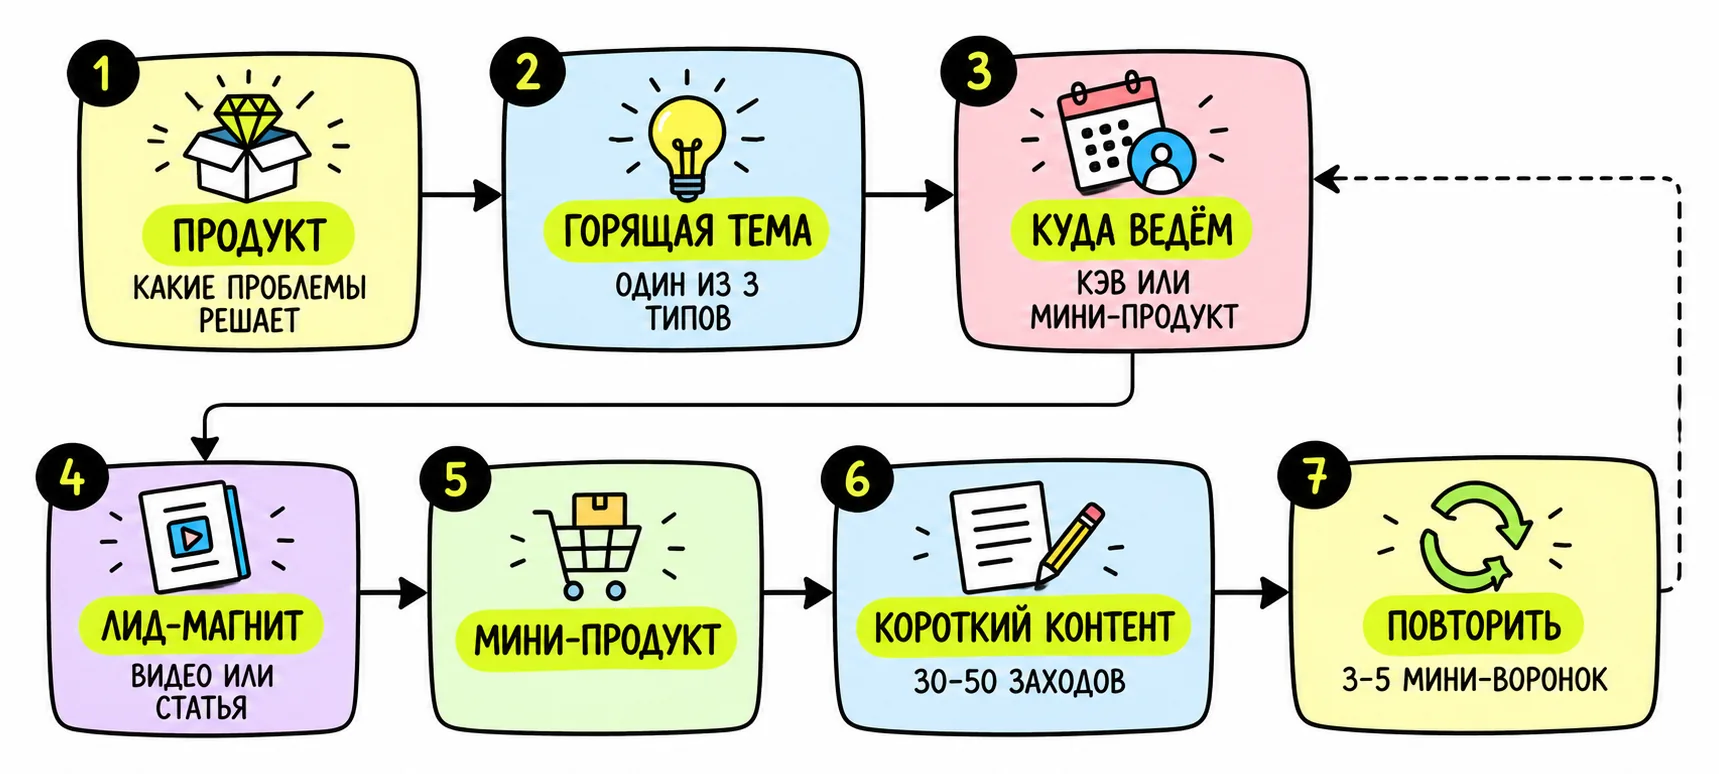 1
ПРОДУКТ
КАКИЕ ПРОБЛЕМЫ
РЕШАЕТ
2
ГОРЯЩАЯ ТЕМА
ОДИН ИЗ 3
ТИПОВ
3
КУДА ВЕДЁМ
КЭВ ИЛИ
МИНИ-ПРОДУКТ
4
ЛИД-МАГНИТ
ВИДЕО ИЛИ
СТАТЬЯ
5
МИНИ-ПРОДУКТ
6
КОРОТКИЙ КОНТЕНТ
30-50 ЗАХОДОВ
7
ПОВТОРИТЬ
3-5 МИНИ-ВОРОНОК